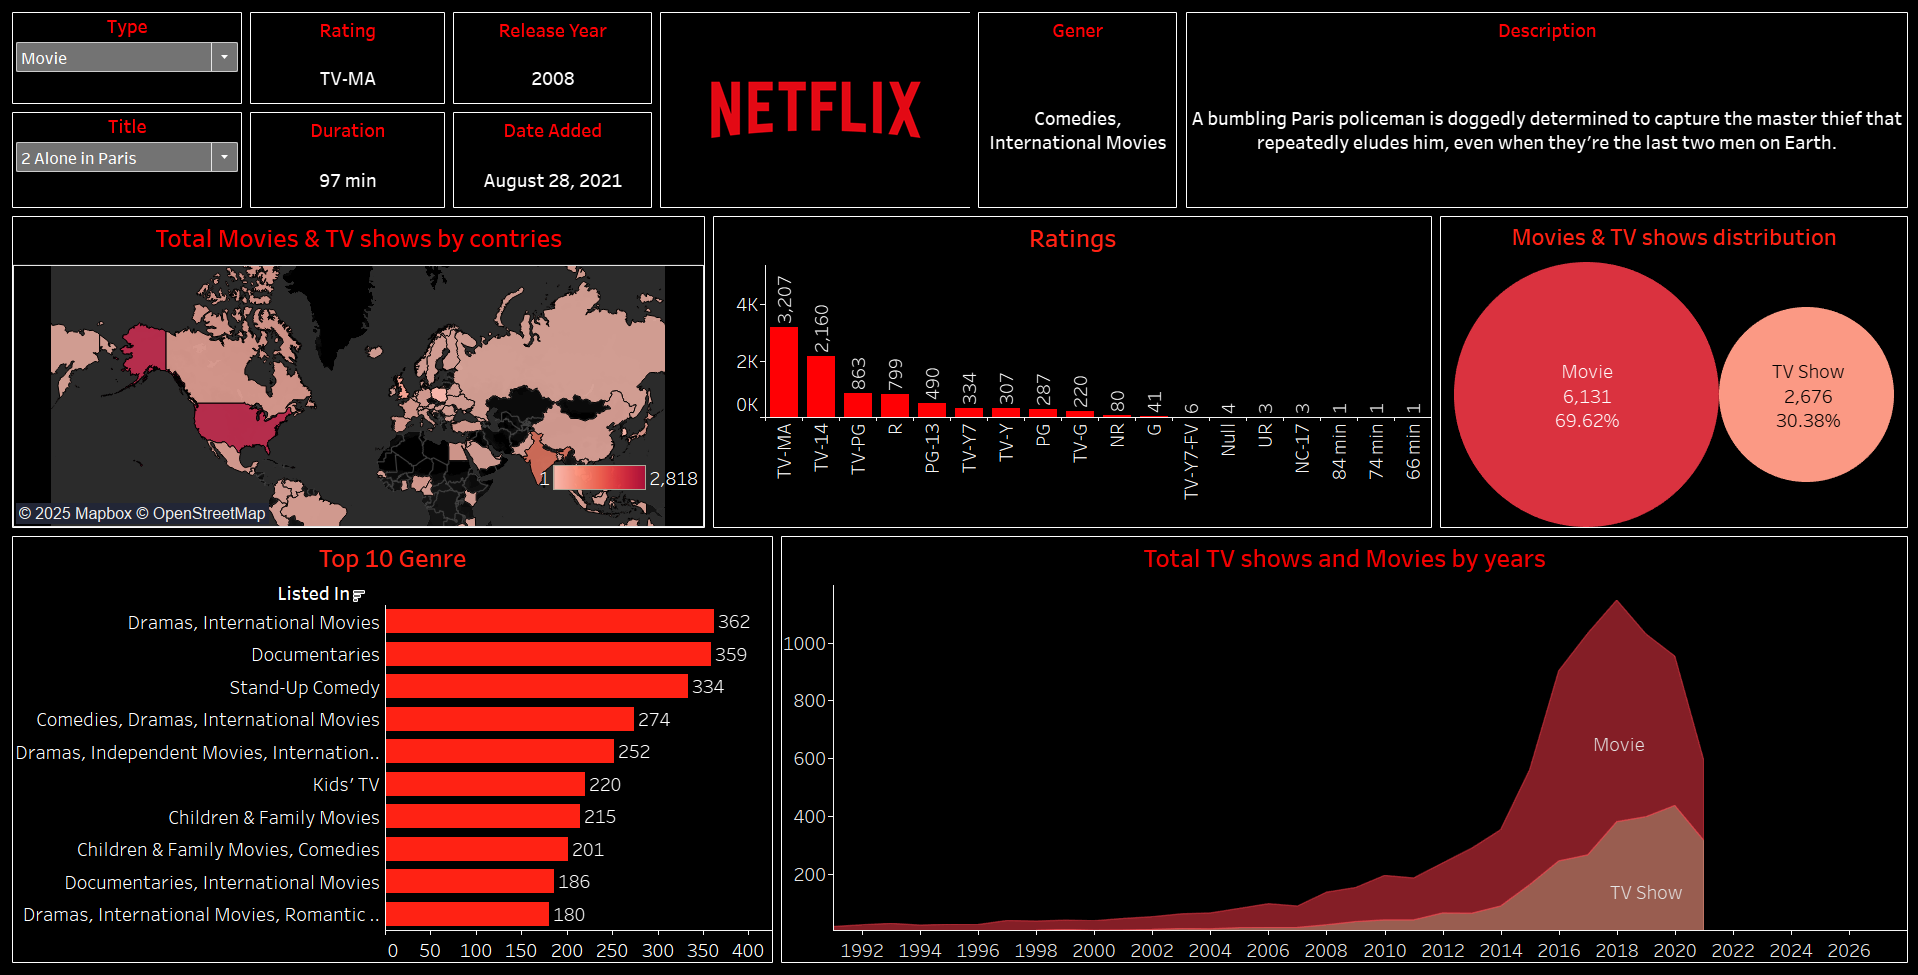 Type
Movie
Rating
TV-MA
Release Year
2008
NETFLIX
Gener
Comedies,
International Movies
Description
A bumbling Paris policeman is doggedly determined to capture the master thief that
repeatedly eludes him, even when they’re the last two men on Earth.
Title
2 Alone in Paris
Duration
97 min
Date Added
August 28, 2021
Total Movies & TV shows by contries
1
2,818
© 2025 Mapbox © OpenStreetMap
Ratings
4K
2K
0K
3,207
2,160
863
799
490
334
307
287
220
80
41
6
4
3
3
1
1
1
TV-MA
TV-14
TV-PG
R
PG-13
TV-Y7
TV-Y
PG
TV-G
NR
G
TV-Y7-FV
Null
UR
NC-17
84 min
74 min
66 min
Movies & TV shows distribution
Movie
6,131
69.62%
TV Show
2,676
30.38%
Top 10 Genre
Listed In
Dramas, International Movies 362
Documentaries 359
Stand-Up Comedy 334
Comedies, Dramas, International Movies 274
Dramas, Independent Movies, Internation.. 252
Kids’ TV 220
Children & Family Movies 215
Children & Family Movies, Comedies 201
Documentaries, International Movies 186
Dramas, International Movies, Romantic .. 180
0 50 100 150 200 250 300 350 400
Total TV shows and Movies by years
1000
800
600
400
200
Movie
TV Show
1992 1994 1996 1998 2000 2002 2004 2006 2008 2010 2012 2014 2016 2018 2020 2022 2024 2026